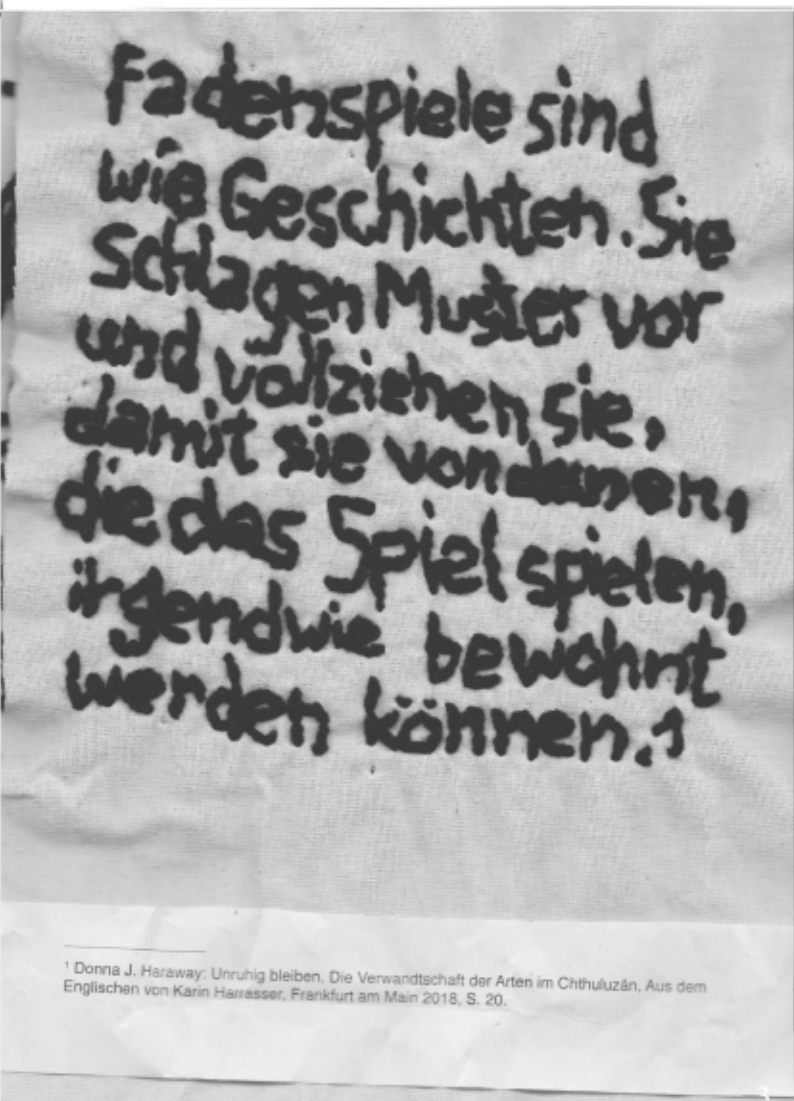 Fadenspiele sind
wie Geschichten. Sie
schlagen Muster vor
und vollziehen sie,
damit sie von denen,
die das Spiel spielen,
irgendwie bewohnt
werden können.1
1 Donna J. Haraway: Unruhig bleiben. Die Verwandtschaft der Arten im Chthuluzän, Aus dem
Englischen von Karin Harrasser, Frankfurt am Main 2018, S. 20.
3